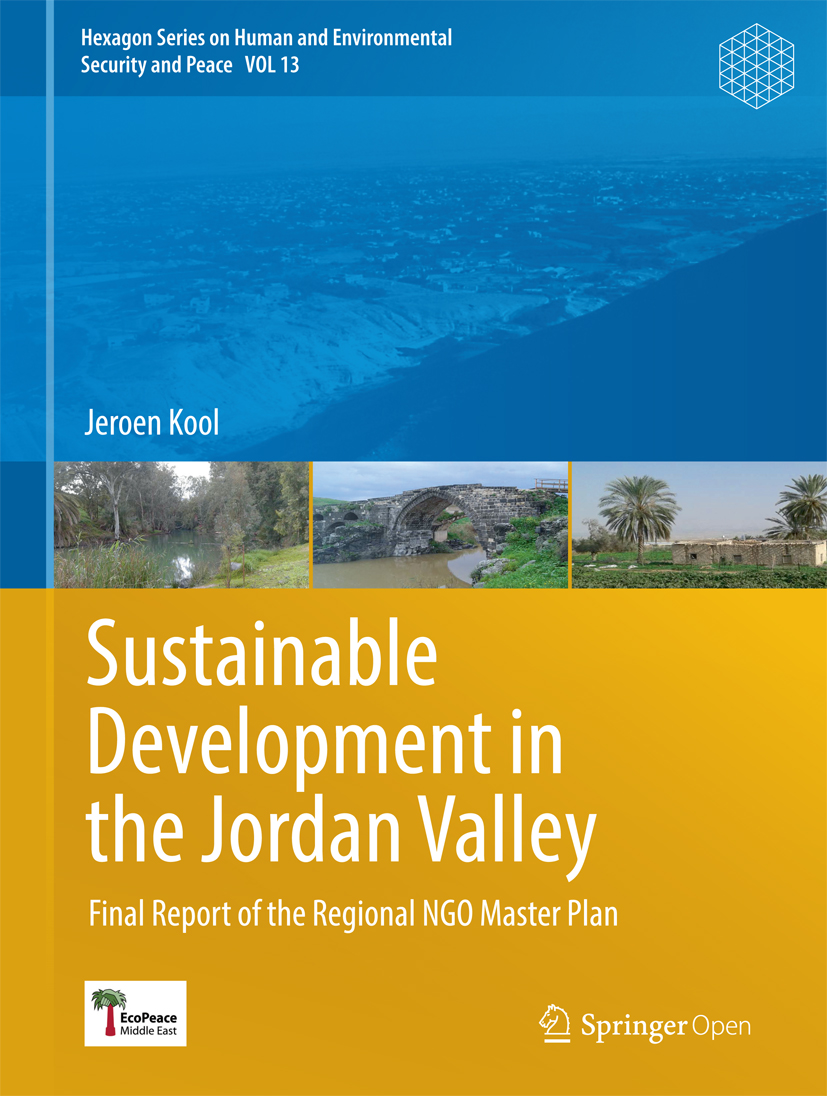 Hexagon Series on Human and Environmental
Security and Peace VOL 13
Jeroen Kool
Sustainable
Development in
the Jordan Valley
Final Report of the Regional NGO Master Plan
EcoPeace
Middle East
Springer Open